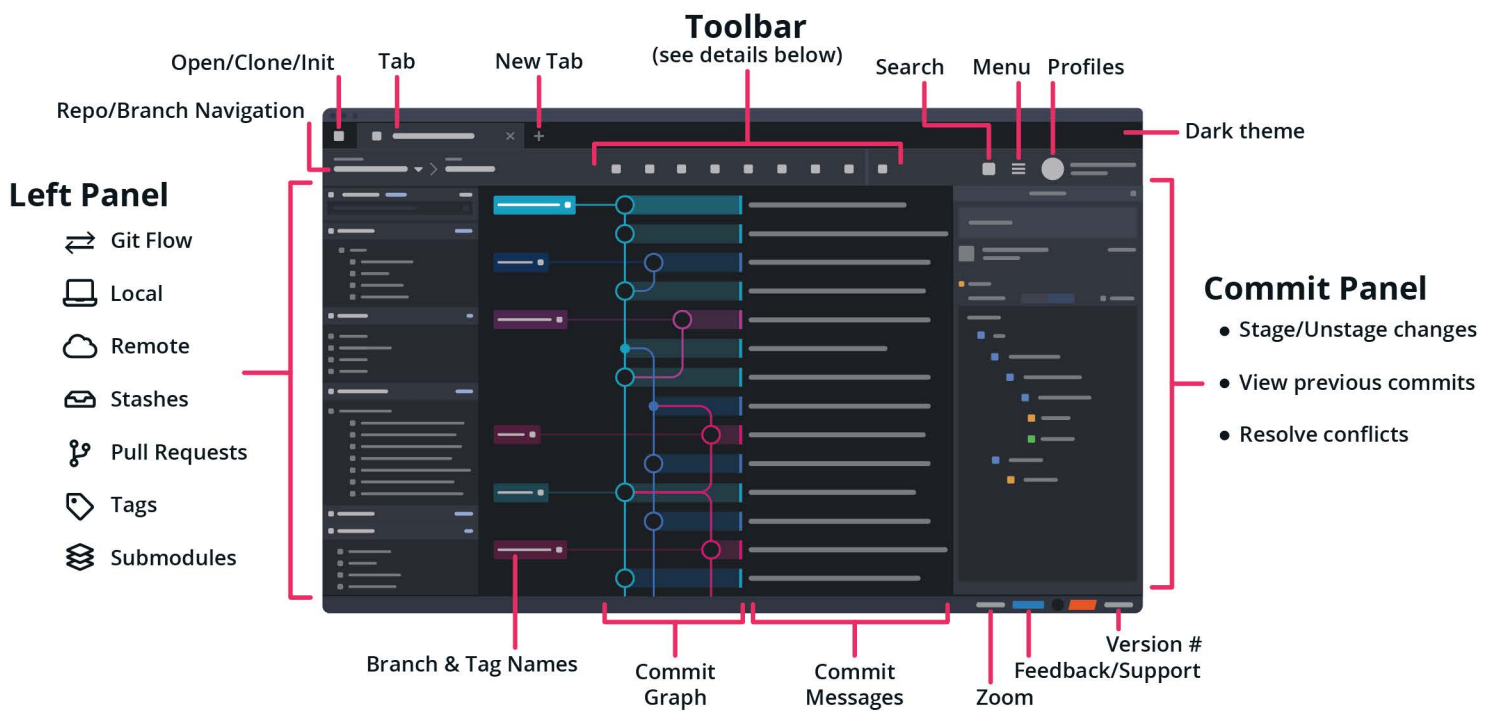 Toolbar
(see details below)
Open/Clone/Init
Tab
New Tab
Search
Menu
Profiles
Repo/Branch Navigation
Dark theme
Left Panel
Git Flow
Local
Remote
Stashes
Pull Requests
Tags
Submodules
Commit Panel
• Stage/Unstage changes
• View previous commits
• Resolve conflicts
Branch & Tag Names
Commit
Graph
Commit
Messages
Zoom
Feedback/Support
Version #